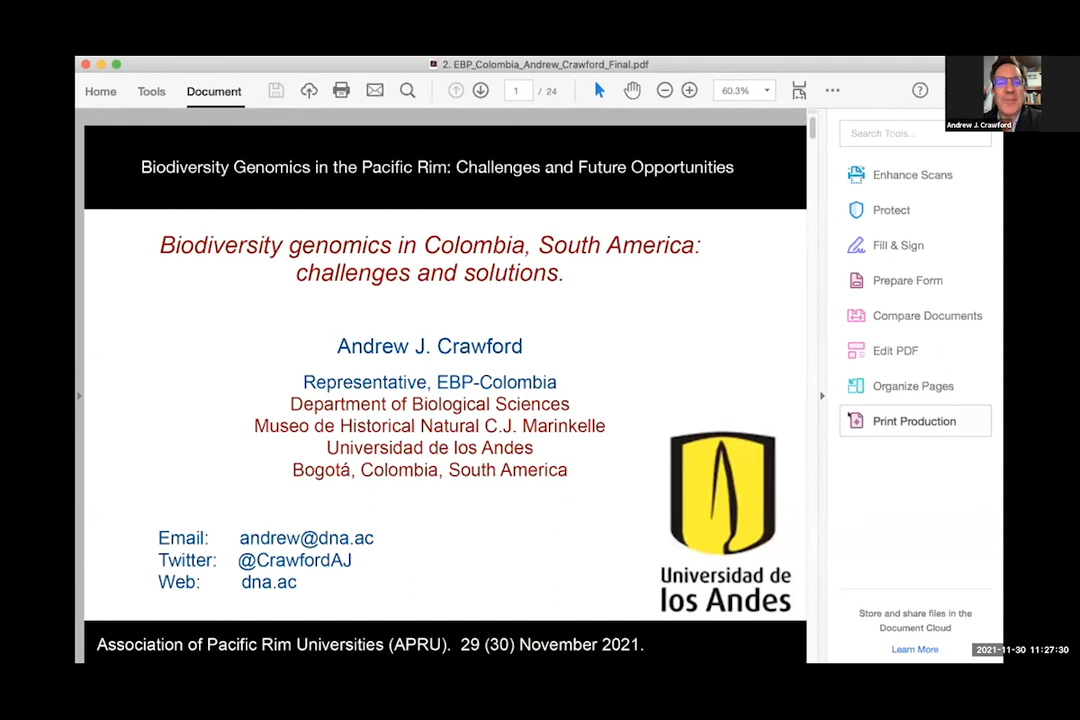 2. EBP_Colombia_Andrew_Crawford_Final.pdf
Home Tools Document 1 / 24 60.3%
Andrew J. Crawford
Search Tools...
Enhance Scans
Protect
Fill & Sign
Prepare Form
Compare Documents
Edit PDF
Organize Pages
Print Production
Store and share files in the
Document Cloud
Learn More
Biodiversity Genomics in the Pacific Rim: Challenges and Future Opportunities
Biodiversity genomics in Colombia, South America:
challenges and solutions.
Andrew J. Crawford
Representative, EBP-Colombia
Department of Biological Sciences
Museo de Historical Natural C.J. Marinkelle
Universidad de los Andes
Bogotá, Colombia, South America
Email: andrew@dna.ac
Twitter: @CrawfordAJ
Web: dna.ac
Universidad de
los Andes
Association of Pacific Rim Universities (APRU). 29 (30) November 2021.
2021-11-30 11:27:30